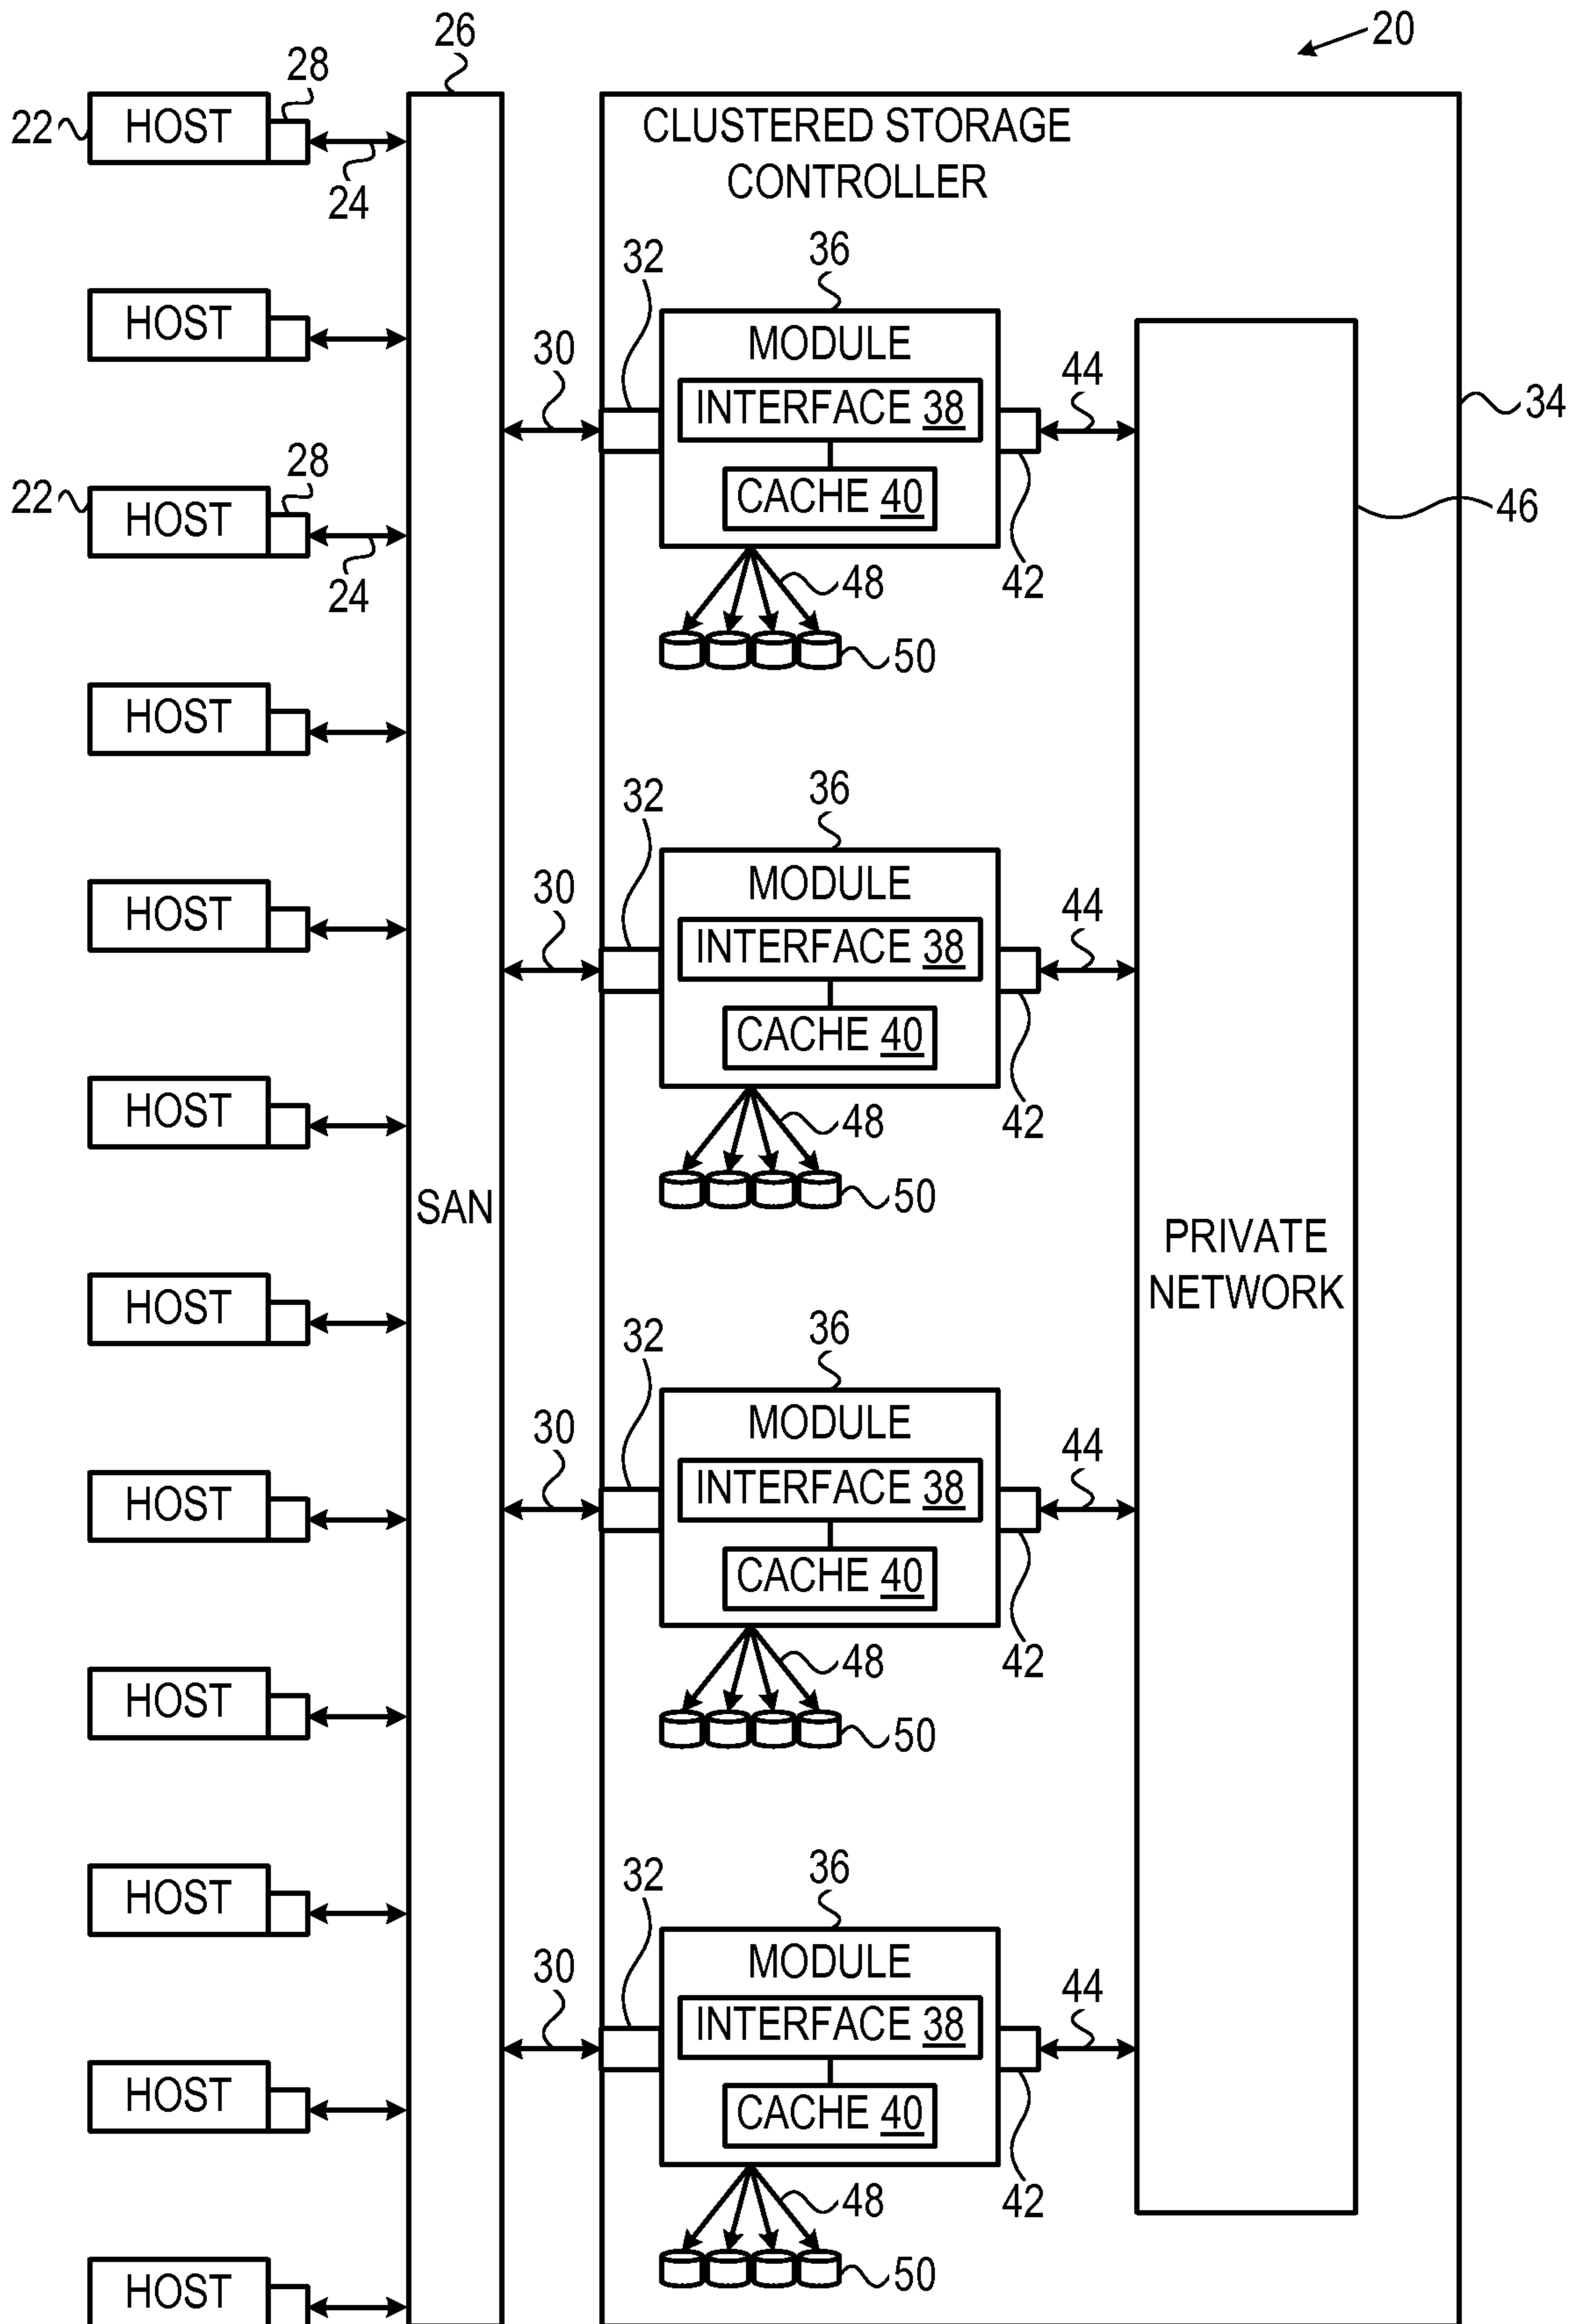 20
26
28
22
HOST
24
CLUSTERED STORAGE
CONTROLLER
HOST
28
22
HOST
24
HOST
HOST
HOST
HOST
HOST
HOST
HOST
HOST
HOST
SAN
30
32
36
MODULE
INTERFACE 38
CACHE 40
42
44
48
50
30
32
36
MODULE
INTERFACE 38
CACHE 40
42
44
48
50
30
32
36
MODULE
INTERFACE 38
CACHE 40
42
44
48
50
30
32
36
MODULE
INTERFACE 38
CACHE 40
42
44
48
50
PRIVATE
NETWORK
34
46